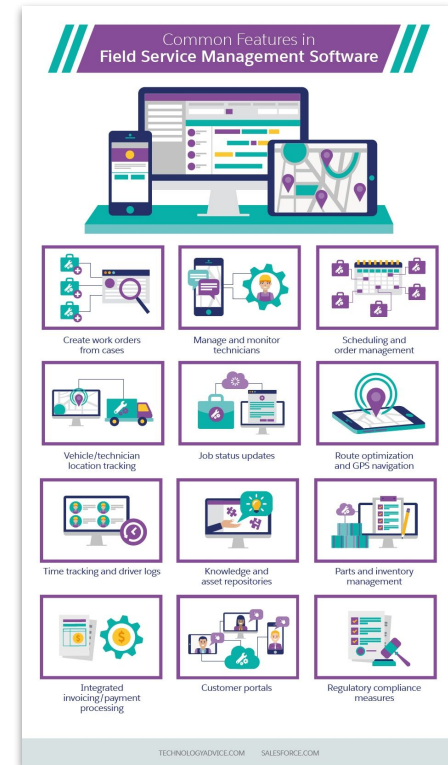 Common Features in
Field Service Management Software
Create work orders
from cases
Manage and monitor
technicians
Scheduling and
order management
Vehicle/technician
location tracking
Job status updates
Route optimization
and GPS navigation
Time tracking and driver logs
Knowledge and
asset repositories
Parts and inventory
management
Integrated
invoicing/payment
processing
Customer portals
Regulatory compliance
measures
TECHNOLOGYADVICE.COM SALESFORCE.COM